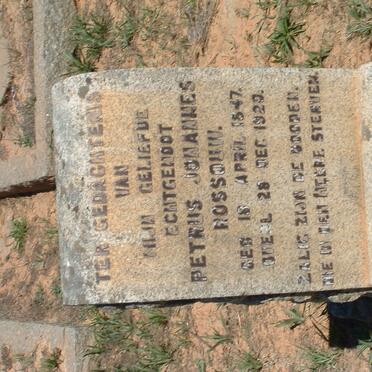 TER GEDACHTENIS
VAN
MIJN GELIEFDE
ECHTGENOOT
PETRUS JOHANNES
ROSSOUW.
GEB 18 APRIL 1847.
OVERL 28 DEC 1929.
ZALIG ZIJN DE DOODEN,
DIE IN DEN HEERE STERVEN.